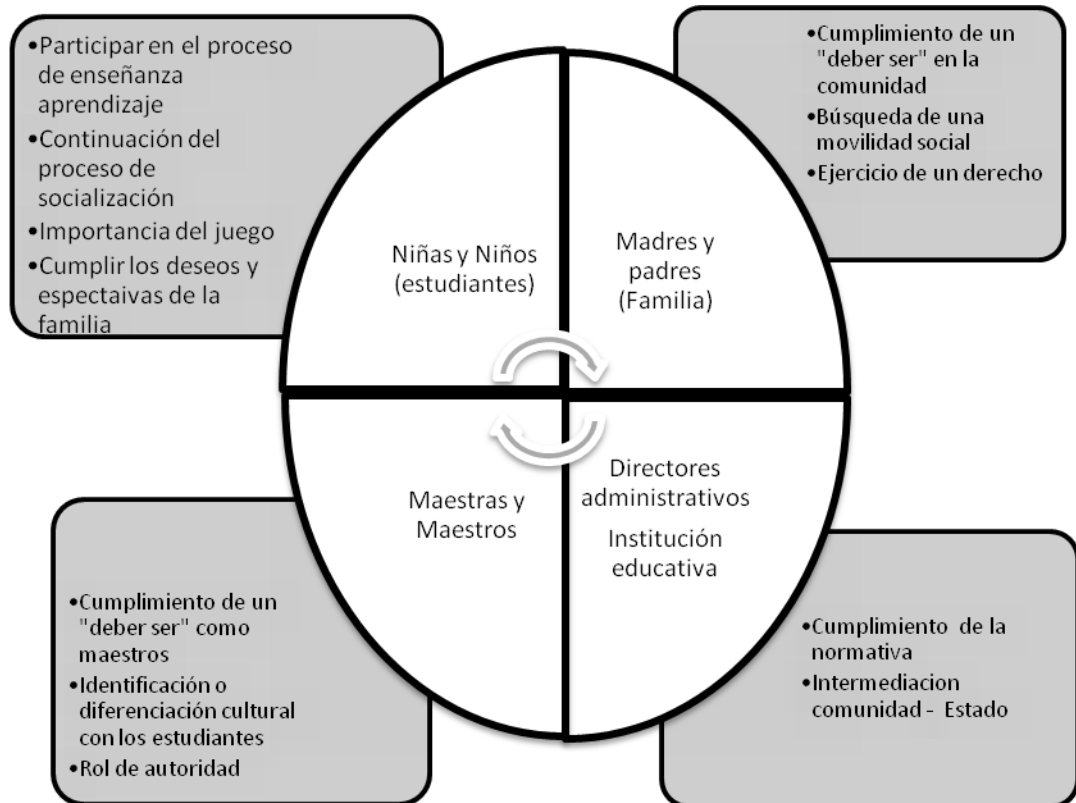 •Participar en el proceso
de enseñanza
aprendizaje
•Continuación del
proceso de
socialización
•Importancia del juego
•Cumplir los deseos y
espectaivas de la
familia
•Cumplimiento de un
"deber ser" en la
comunidad
•Búsqueda de una
movilidad social
•Ejercicio de un derecho
Niñas y Niños
(estudiantes)
Madres y
padres
(Familia)
Maestras y
Maestros
Directores
administrativos
Institución
educativa
•Cumplimiento de un
"deber ser" como
maestros
•Identificación o
diferenciación cultural
con los estudiantes
•Rol de autoridad
•Cumplimiento de la
normativa
•Intermediacion
comunidad - Estado